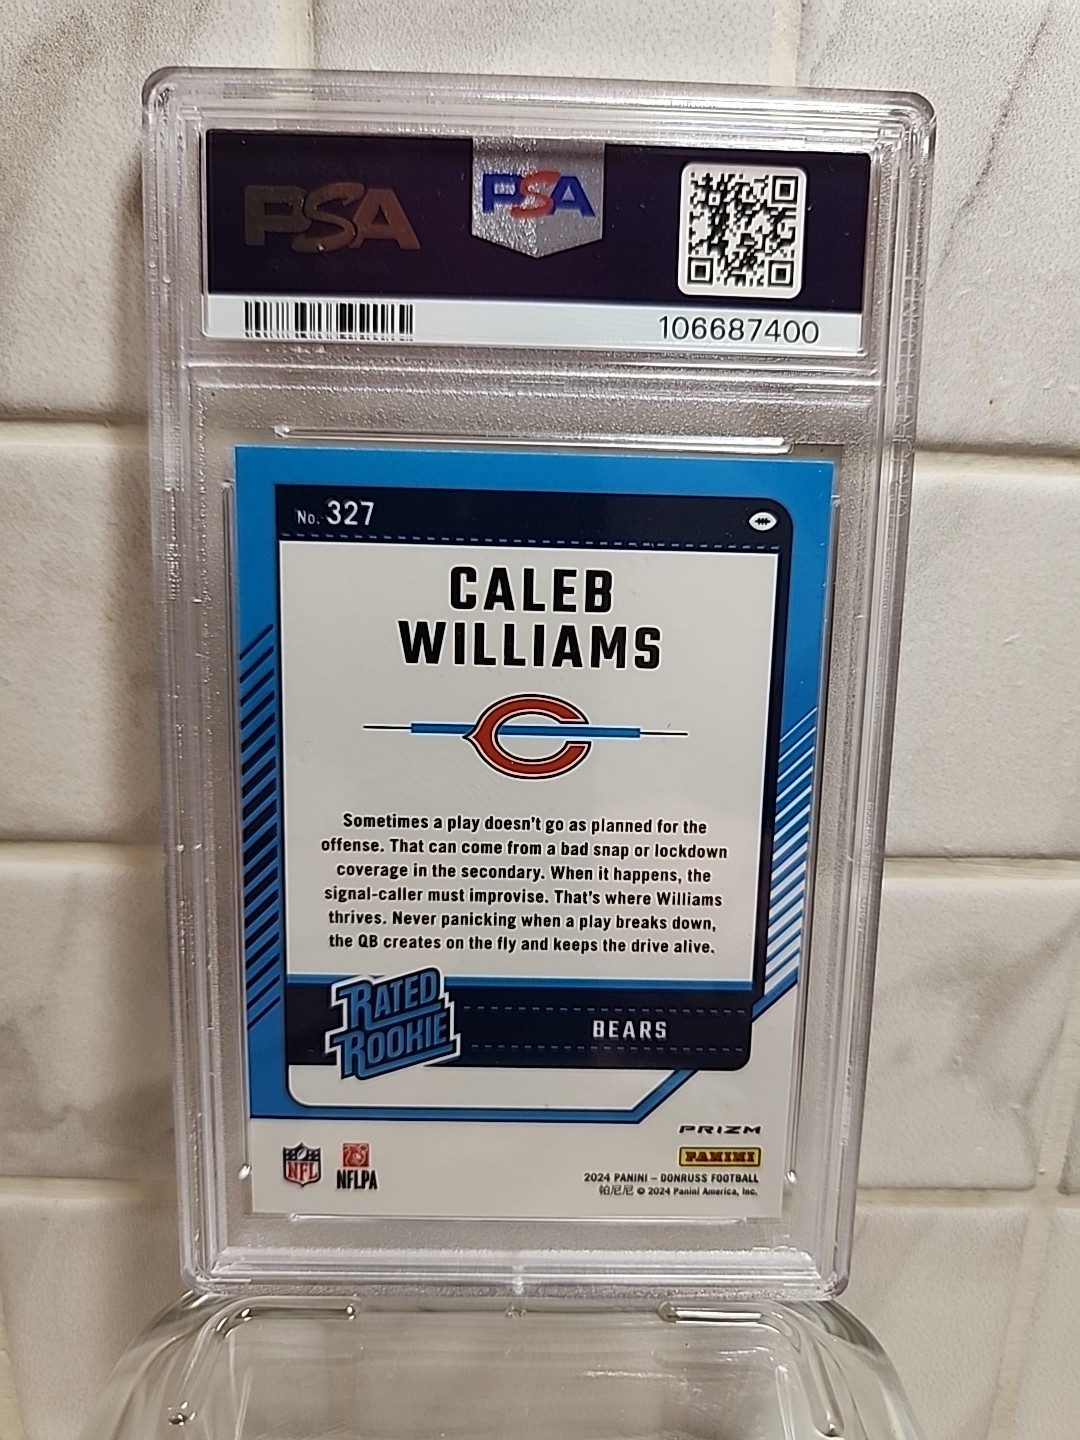 PSA
PSA
106687400
No. 327
CALEB
WILLIAMS
Sometimes a play doesn't go as planned for the
offense. That can come from a bad snap or lockdown
coverage in the secondary. When it happens, the
signal-caller must improvise. That's where Williams
thrives. Never panicking when a play breaks down,
the QB creates on the fly and keeps the drive alive.
RATED
ROOKIE
BEARS
PRIZM
PANINI
NFL
NFLPA
2024 PANINI – DONRUSS FOOTBALL
帕尼尼 © 2024 Panini America, Inc.